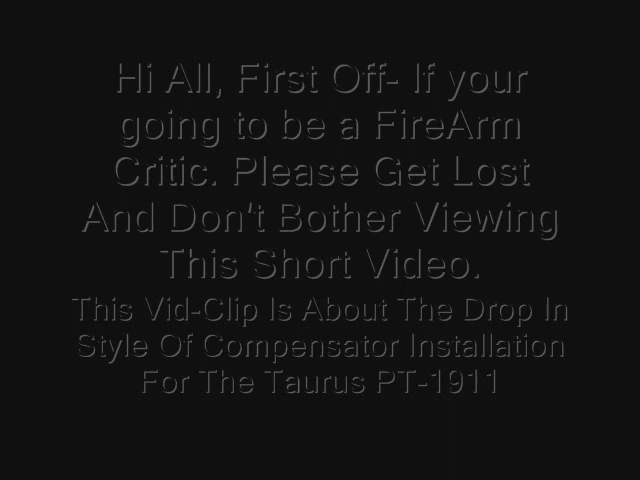 Hi All, First Off- If your
going to be a FireArm
Critic. Please Get Lost
And Don't Bother Viewing
This Short Video.
This Vid-Clip Is About The Drop In
Style Of Compensator Installation
For The Taurus PT-1911